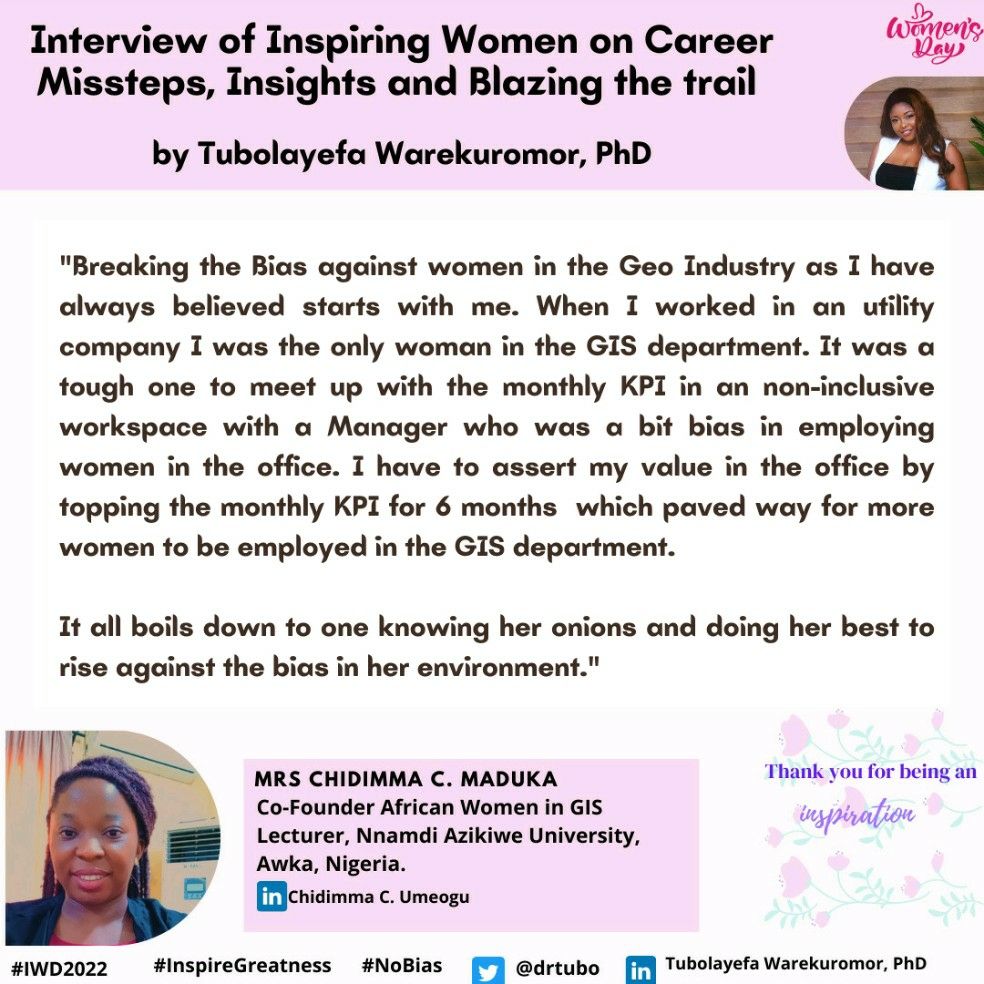 Interview of Inspiring Women on Career
Missteps, Insights and Blazing the trail
by Tubolayefa Warekuromor, PhD
Women's
Day
"Breaking the Bias against women in the Geo Industry as I have
always believed starts with me. When I worked in an utility
company I was the only woman in the GIS department. It was a
tough one to meet up with the monthly KPI in an non-inclusive
workspace with a Manager who was a bit bias in employing
women in the office. I have to assert my value in the office by
topping the monthly KPI for 6 months which paved way for more
women to be employed in the GIS department.
It all boils down to one knowing her onions and doing her best to
rise against the bias in her environment."
MRS CHIDIMMA C. MADUKA
Co-Founder African Women in GIS
Lecturer, Nnamdi Azikiwe University,
Awka, Nigeria.
in Chidimma C. Umeogu
Thank you for being an
inspiration
#IWD2022 #InspireGreatness #NoBias @drtubo in Tubolayefa Warekuromor, PhD